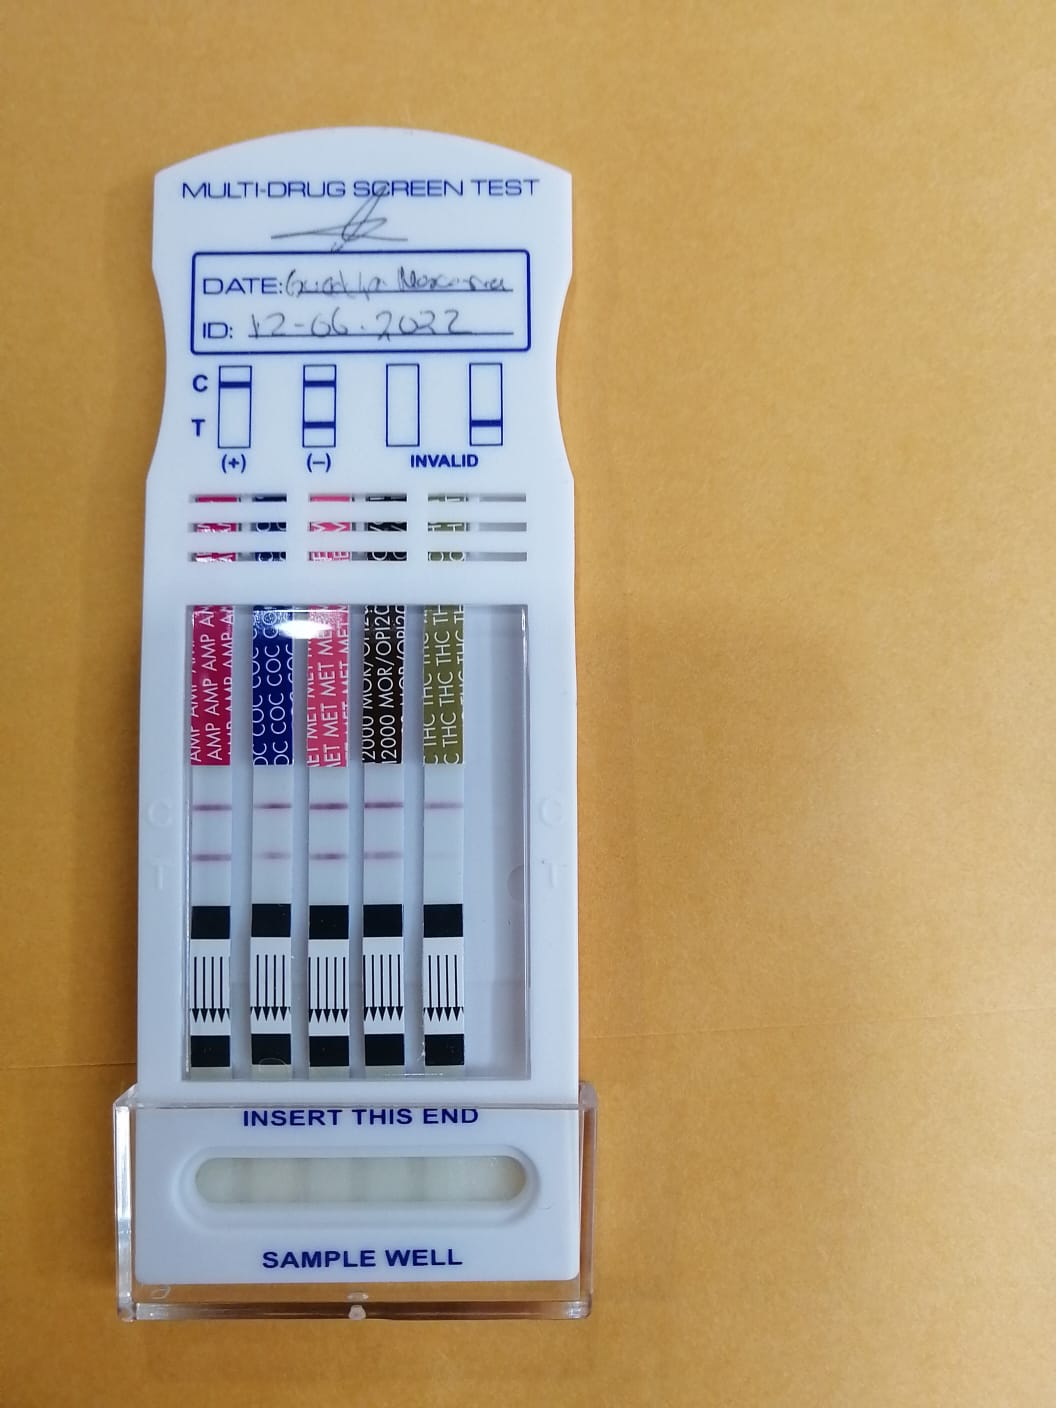 MULTI-DRUG SCREEN TEST
DATE:
ID: 12-06-2022
C
T
(+) (–) INVALID
AMP AMP AMP
COC COC COC
MET MET MET
2000 MOR/OPI
THC THC THC
C C
T T
INSERT THIS END
SAMPLE WELL